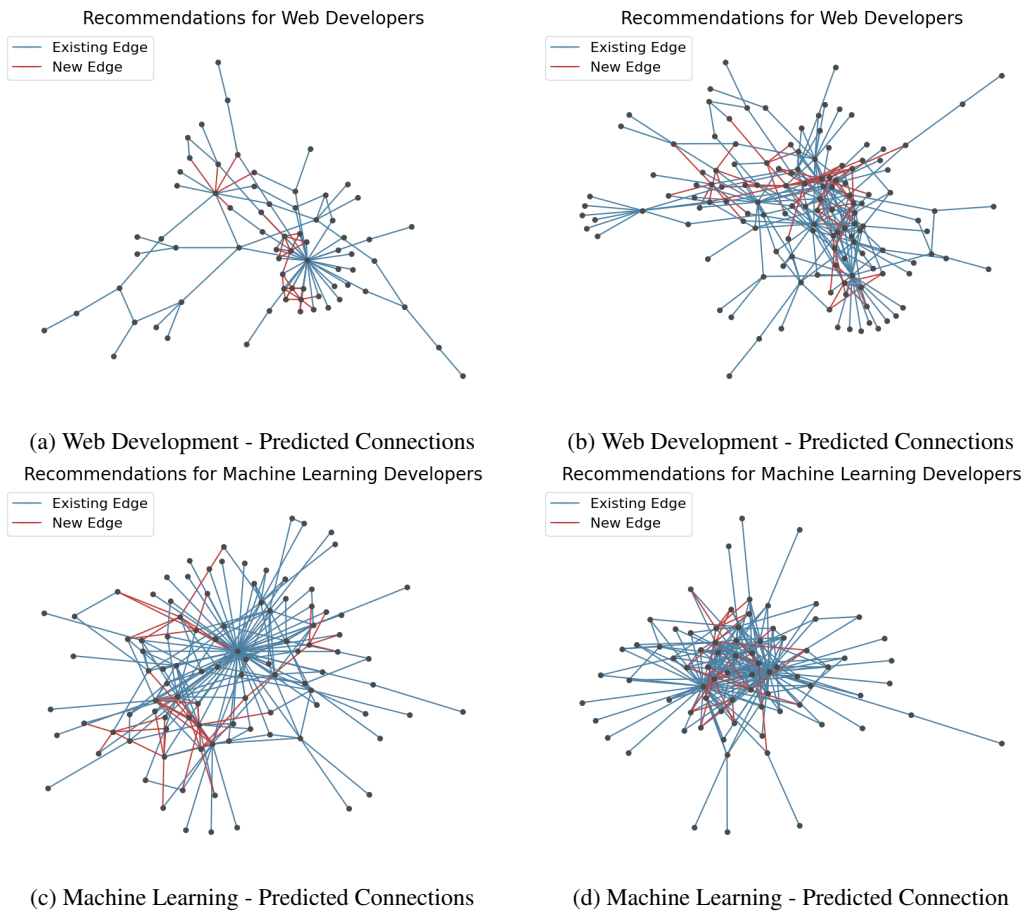 Recommendations for Web Developers
Existing Edge
New Edge
(a) Web Development - Predicted Connections
Recommendations for Web Developers
Existing Edge
New Edge
(b) Web Development - Predicted Connections
Recommendations for Machine Learning Developers
Existing Edge
New Edge
(c) Machine Learning - Predicted Connections
Recommendations for Machine Learning Developers
Existing Edge
New Edge
(d) Machine Learning - Predicted Connection